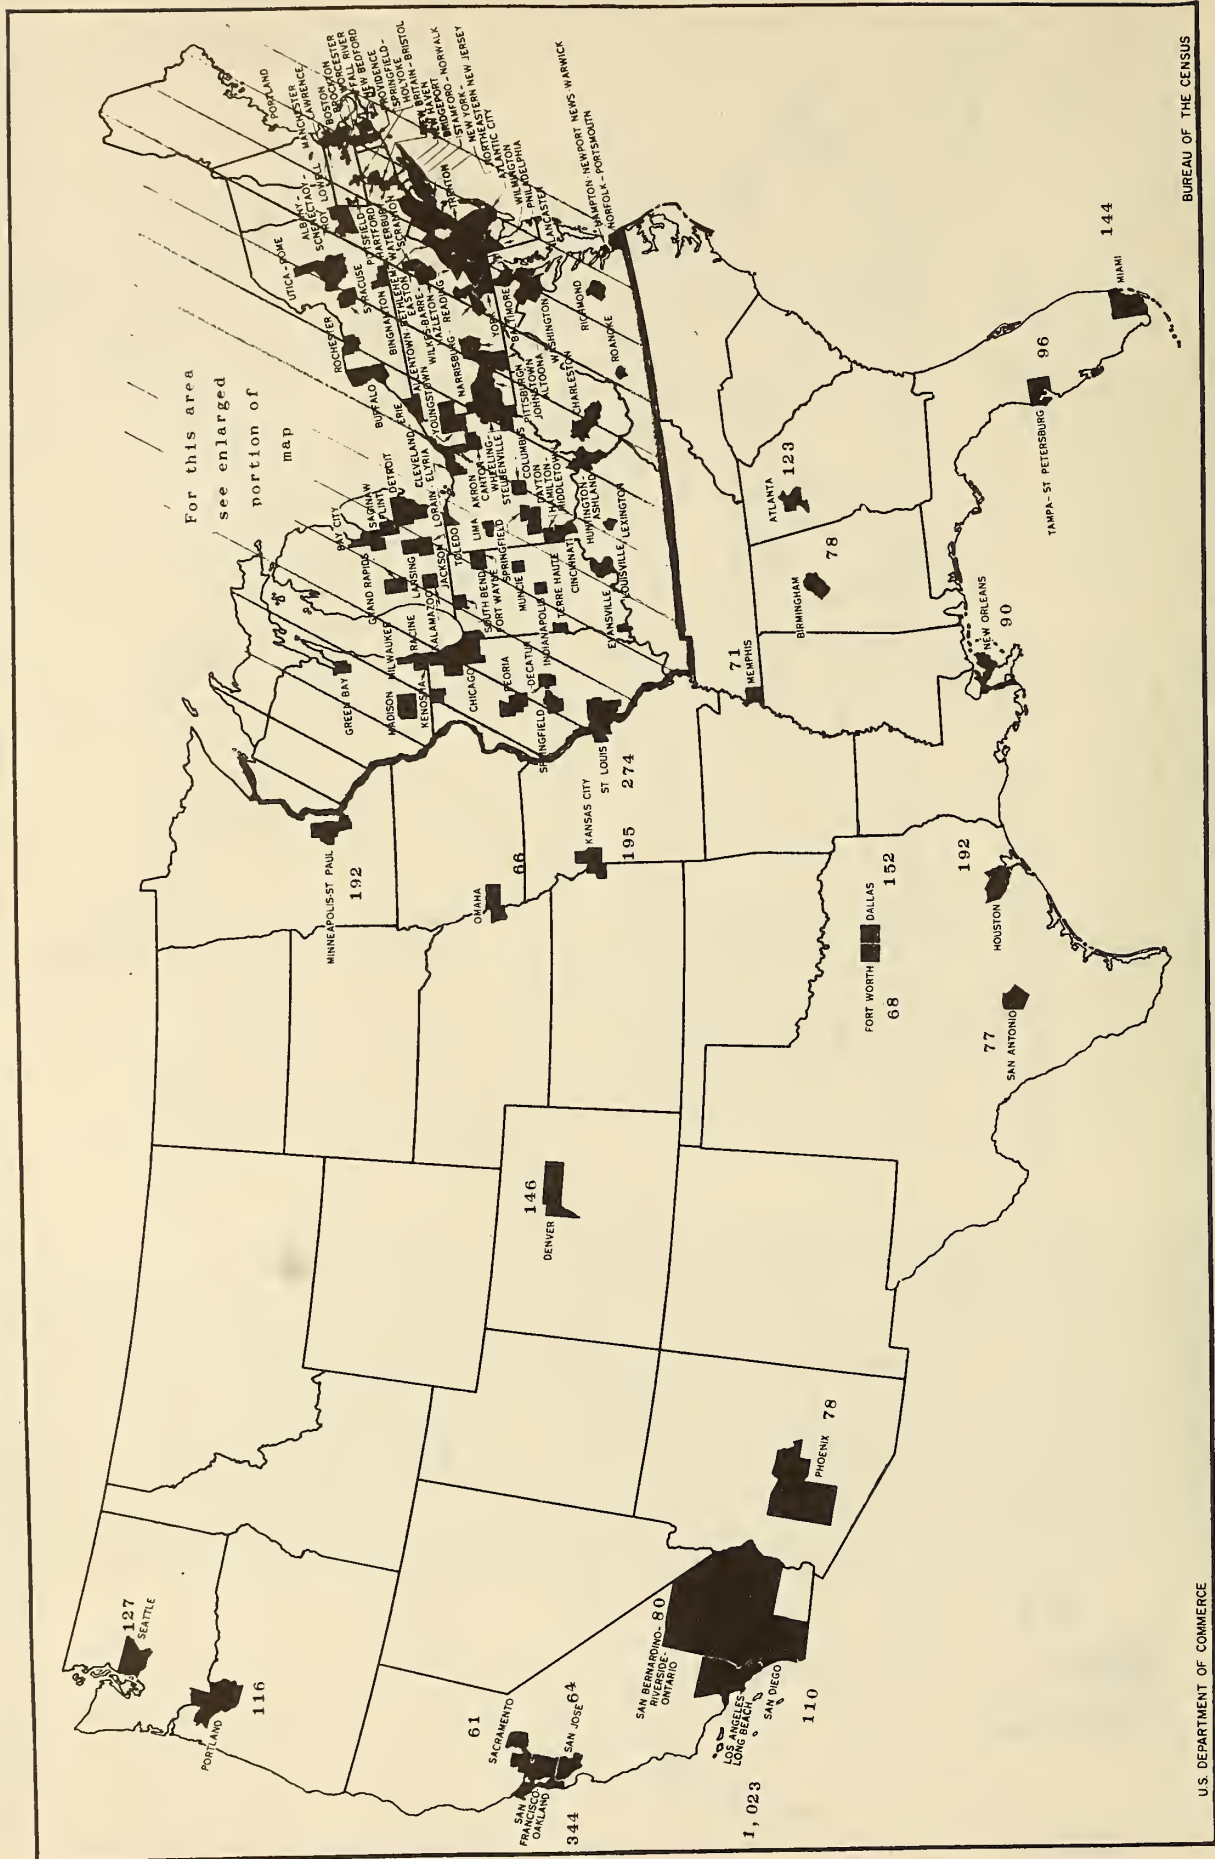 For this area
see enlarged
portion of
map
127
SEATTLE
PORTLAND
116
61
SACRAMENTO
SAN
FRANCISCO-
OAKLAND
344
SAN JOSE 64
SAN BERNARDINO- 80
RIVERSIDE-
ONTARIO
LOS ANGELES
LONG BEACH
1,023
SAN DIEGO
110
PHOENIX 78
146
DENVER
MINNEAPOLIS-ST PAUL
192
OMAHA
66
KANSAS CITY
195
ST LOUIS
274
FORT WORTH
68
DALLAS
152
HOUSTON
192
77
SAN ANTONIO
71
MEMPHIS
NEW ORLEANS
90
BIRMINGHAM
78
ATLANTA
123
TAMPA-ST PETERSBURG
96
MIAMI
144
GREEN BAY
MADISON
MILWAUKEE
RACINE
KENOSHA
CHICAGO
PEORIA
DECATUR
SPRINGFIELD
GRAND RAPIDS
LANSING
KALAMAZOO
JACKSON
BAY CITY
SAGINAW
FLINT
DETROIT
SOUTH BEND
FORT WAYNE
MUNCIE
INDIANAPOLIS
TERRE HAUTE
EVANSVILLE
LOUISVILLE
LEXINGTON
CINCINNATI
SPRINGFIELD
LIMA
TOLEDO
LORAIN-ELYRIA
CLEVELAND
AKRON
CANTON
WHEELING-
STEUBENVILLE
COLUMBUS
DAYTON
HAMILTON
MIDDLETOWN
HUNTINGTON-
ASHLAND
CHARLESTON
ROANOKE
RICHMOND
WASHINGTON
BALTIMORE
YORK
PITTSBURGH
JOHNSTOWN
ALTOONA
HARRISBURG
YOUNGSTOWN
ERIE
BUFFALO
ROCHESTER
SYRACUSE
UTICA-ROME
BINGHAMTON
ALLENTOWN-BETHLEHEM-
EASTON
WILKES-BARRE-
HAZLETON
READING
SCRANTON
WATERBURY
HARTFORD
PITTSFIELD
ALBANY-
SCHENECTADY-
TROY
LOWELL
MANCHESTER
LAWRENCE
PORTLAND
BOSTON
BROCKTON
WORCESTER
FALL RIVER
NEW BEDFORD
PROVIDENCE
SPRINGFIELD-
HOLYOKE
NEW BRITAIN-BRISTOL
NEW HAVEN
BRIDGEPORT
STAMFORD-NORWALK
NEW YORK-
NORTHEASTERN NEW JERSEY
TRENTON
ATLANTIC CITY
WILMINGTON
PHILADELPHIA
LANCASTER
HAMPTON-NEWPORT NEWS-WARWICK
NORFOLK-PORTSMOUTH
U.S. DEPARTMENT OF COMMERCE
BUREAU OF THE CENSUS